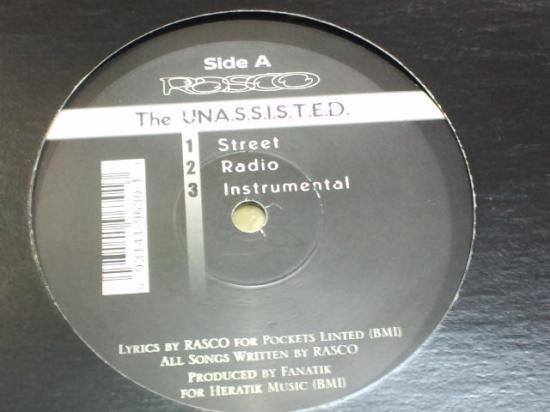 Side A
RASCO
The U.N.A.S.S.I.S.T.E.D.
1 Street
2 Radio
3 Instrumental
LYRICS BY RASCO FOR POCKETS LINTED (BMI)
ALL SONGS WRITTEN BY RASCO
PRODUCED BY FANATIK
FOR HERATIK MUSIC (BMI)